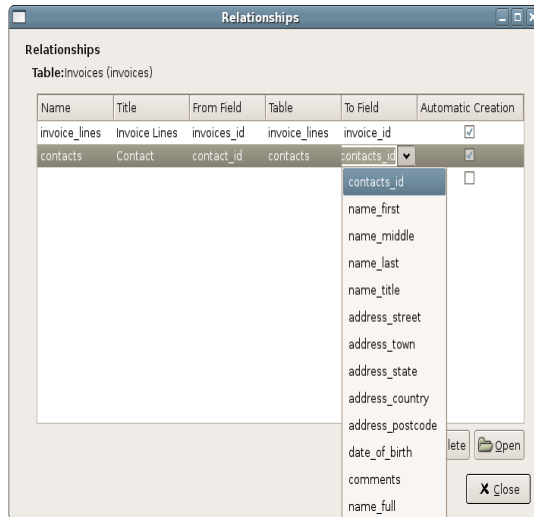 Relationships
Relationships
Table:Invoices (invoices)
Name Title From Field Table To Field Automatic Creation
invoice_lines Invoice Lines invoices_id invoice_lines invoice_id
contacts Contact contact_id contacts contacts_id
contacts_id
name_first
name_middle
name_last
name_title
address_street
address_town
address_state
address_country
address_postcode
date_of_birth
comments
name_full
lete Open
Close